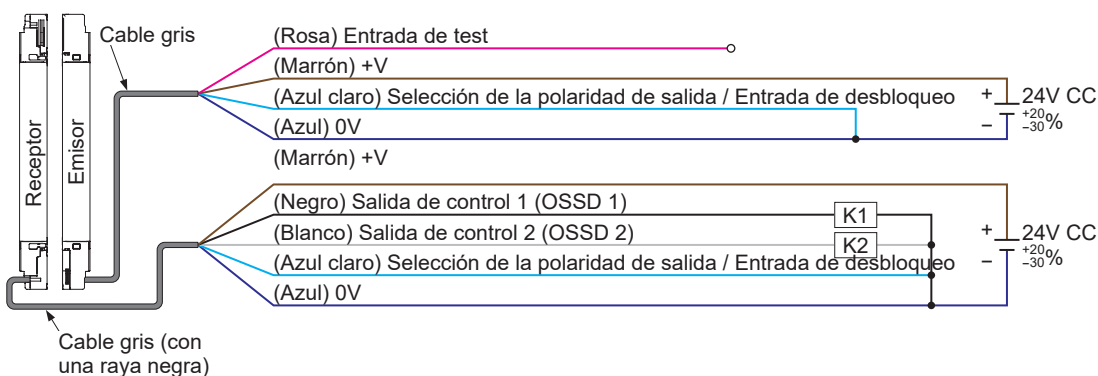 Cable gris
(Rosa) Entrada de test
(Marrón) +V
(Azul claro) Selección de la polaridad de salida / Entrada de desbloqueo
(Azul) 0V
+
−
24V CC
+20
−30%
Receptor
Emisor
(Marrón) +V
(Negro) Salida de control 1 (OSSD 1)
K1
(Blanco) Salida de control 2 (OSSD 2)
K2
(Azul claro) Selección de la polaridad de salida / Entrada de desbloqueo
(Azul) 0V
+
−
24V CC
+20
−30%
Cable gris (con
una raya negra)